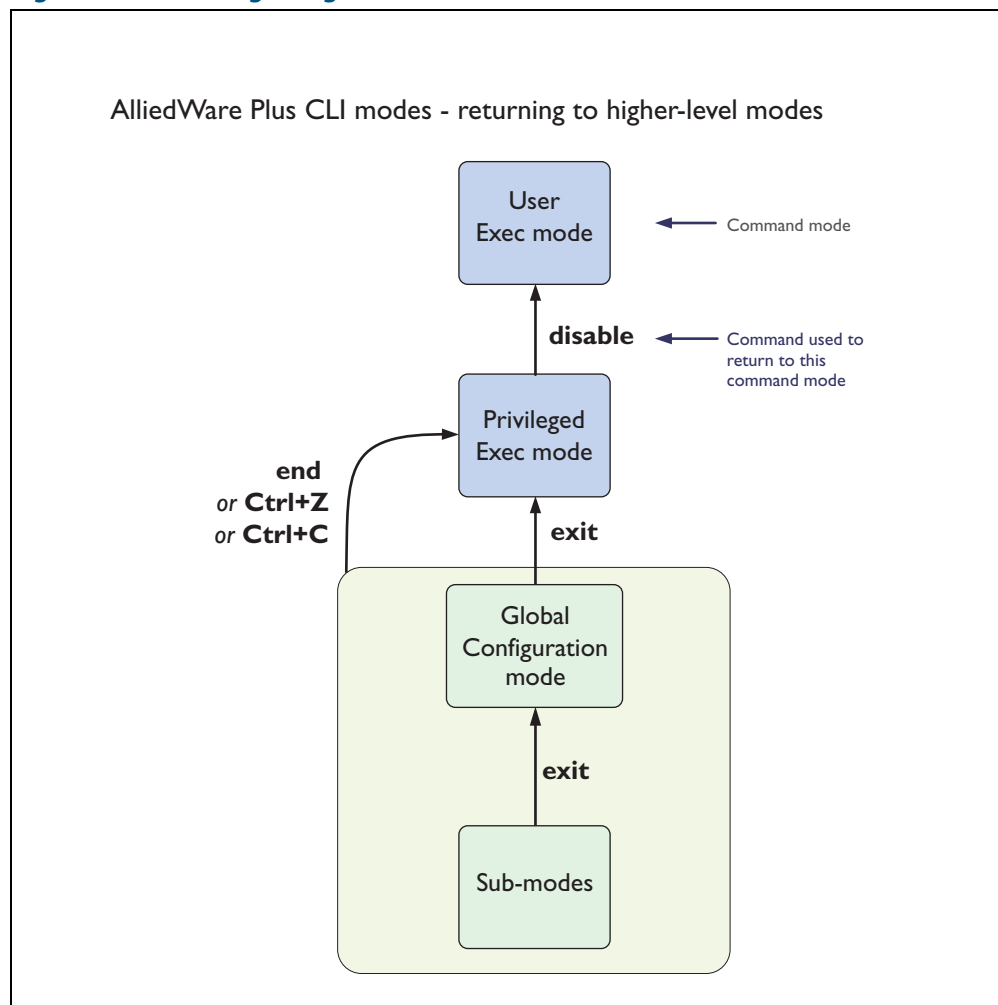 AlliedWare Plus CLI modes - returning to higher-level modes
User
Exec mode
Command mode
disable
Command used to
return to this
command mode
Privileged
Exec mode
end
or Ctrl+Z
or Ctrl+C
exit
Global
Configuration
mode
exit
Sub-modes